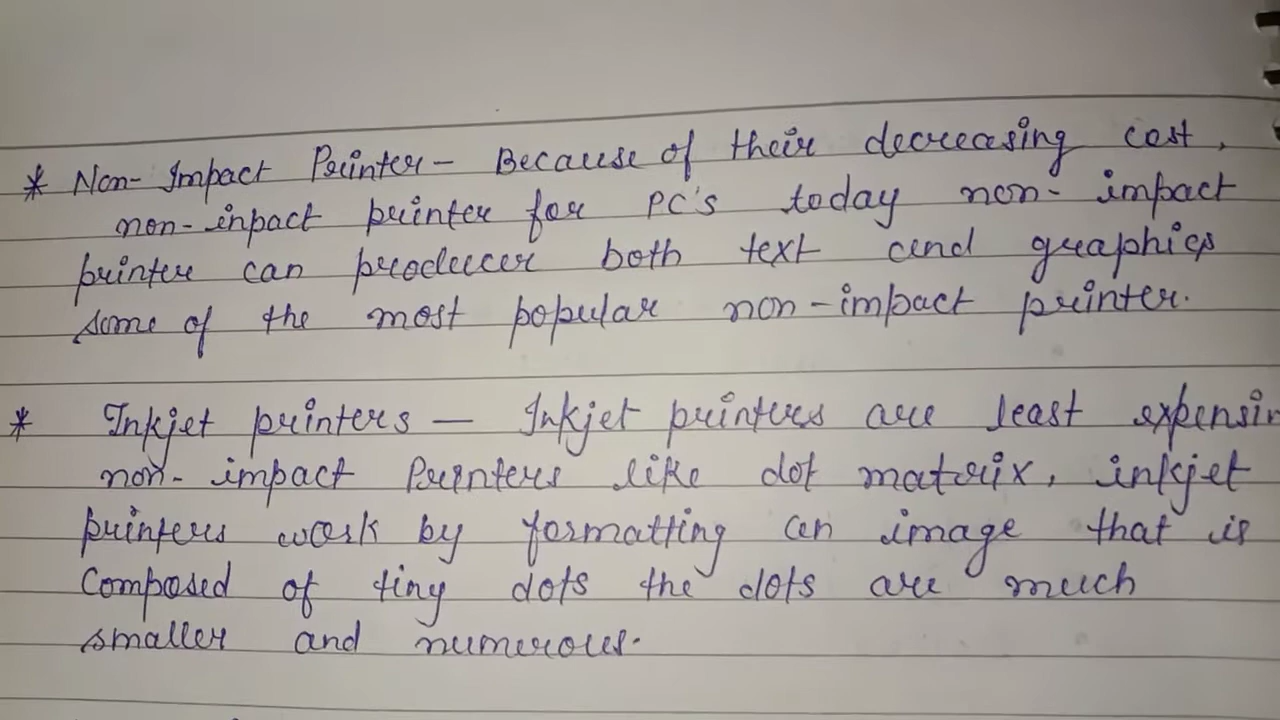 * Non-Impact Printer - Because of their decreasing cost,
non-inpact printer for PC's today non-impact
printer can producer both text and graphics
some of the most popular non-impact printer.
* Inkjet printers - Inkjet printers are least expensiv
non-impact Printers like dot matrix, inkjet
printers work by formatting an image that is
Composed of tiny dots the dots are much
smaller and numerous.